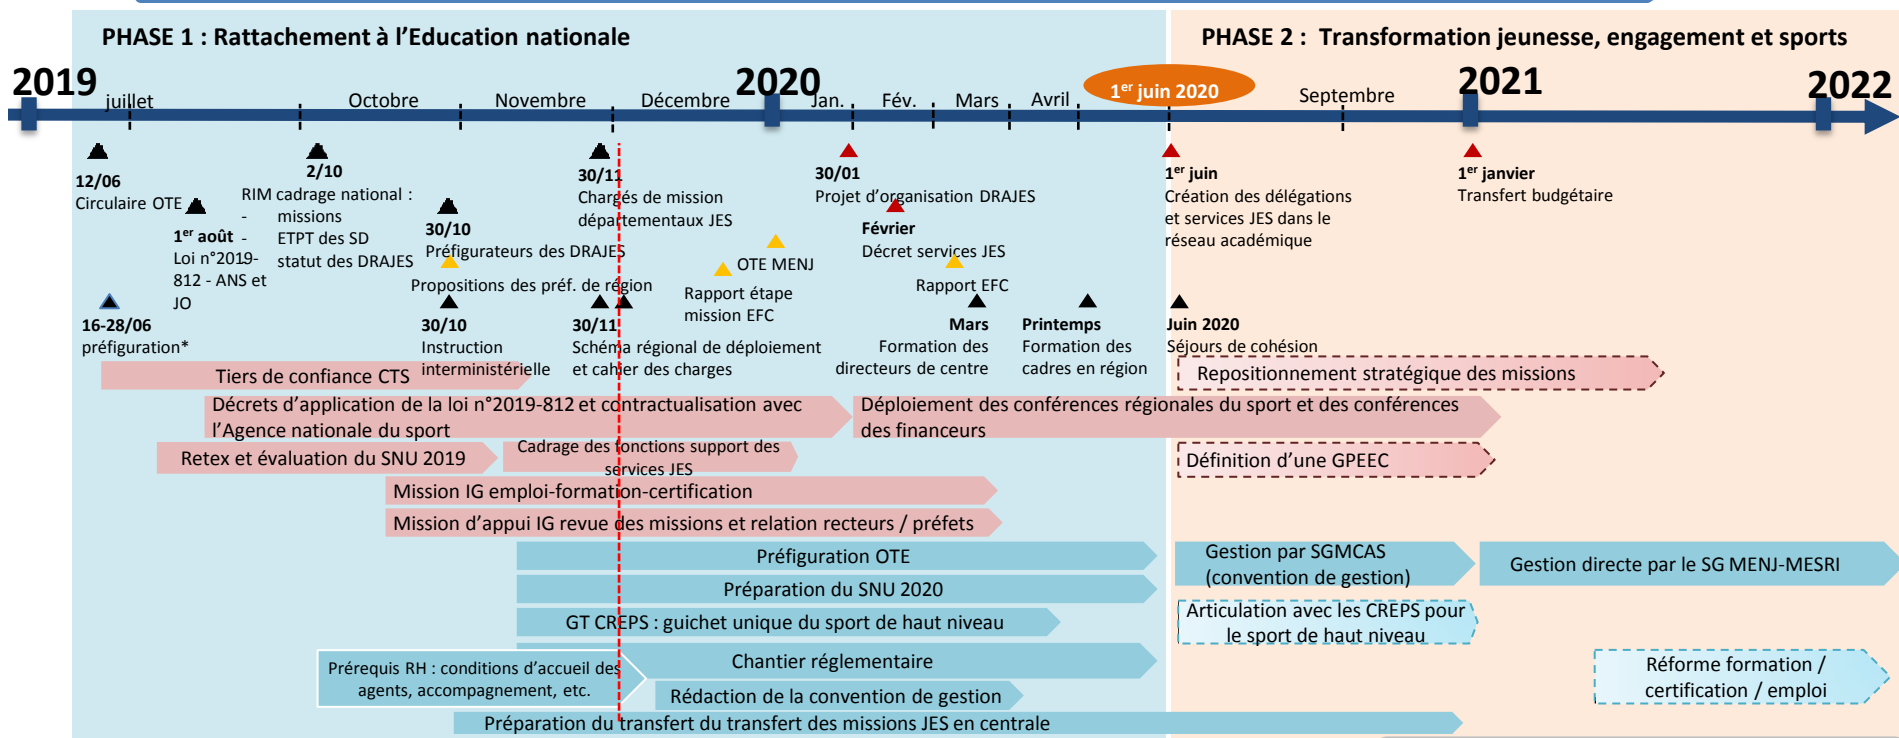 PHASE 1 : Rattachement à l'Education nationale
PHASE 2 : Transformation jeunesse, engagement et sports
2019
2020
2021
2022
juillet
Octobre
Novembre
Décembre
Jan.
Fév.
Mars
Avril
1er juin 2020
Septembre
12/06
Circulaire OTE
1er août -
Loi n°2019-
812 - ANS et
JO
2/10
RIM cadrage national :
- missions
ETPT des SD
statut des DRAJES
30/10
Préfigurateurs des DRAJES
Propositions des préf. de région
30/11
Chargés de mission
départementaux JES
OTE MENJ
Rapport étape
mission EFC
30/01
Projet d'organisation DRAJES
Février
Décret services JES
Rapport EFC
1er juin
Création des délégations
et services JES dans le
réseau académique
1er janvier
Transfert budgétaire
16-28/06
préfiguration*
30/10
Instruction
interministérielle
30/11
Schéma régional de déploiement
et cahier des charges
Mars
Formation des
directeurs de centre
Printemps
Formation des
cadres en région
Juin 2020
Séjours de cohésion
Tiers de confiance CTS
Repositionnement stratégique des missions
Décrets d'application de la loi n°2019-812 et contractualisation avec
l'Agence nationale du sport
Déploiement des conférences régionales du sport et des conférences
des financeurs
Retex et évaluation du SNU 2019
Cadrage des fonctions support des
services JES
Définition d'une GPEEC
Mission IG emploi-formation-certification
Mission d'appui IG revue des missions et relation recteurs / préfets
Préfiguration OTE
Gestion par SGMCAS
(convention de gestion)
Gestion directe par le SG MENJ-MESRI
Préparation du SNU 2020
GT CREPS : guichet unique du sport de haut niveau
Articulation avec les CREPS pour
le sport de haut niveau
Prérequis RH : conditions d'accueil des
agents, accompagnement, etc.
Chantier réglementaire
Réforme formation /
certification / emploi
Rédaction de la convention de gestion
Préparation du transfert du transfert des missions JES en centrale